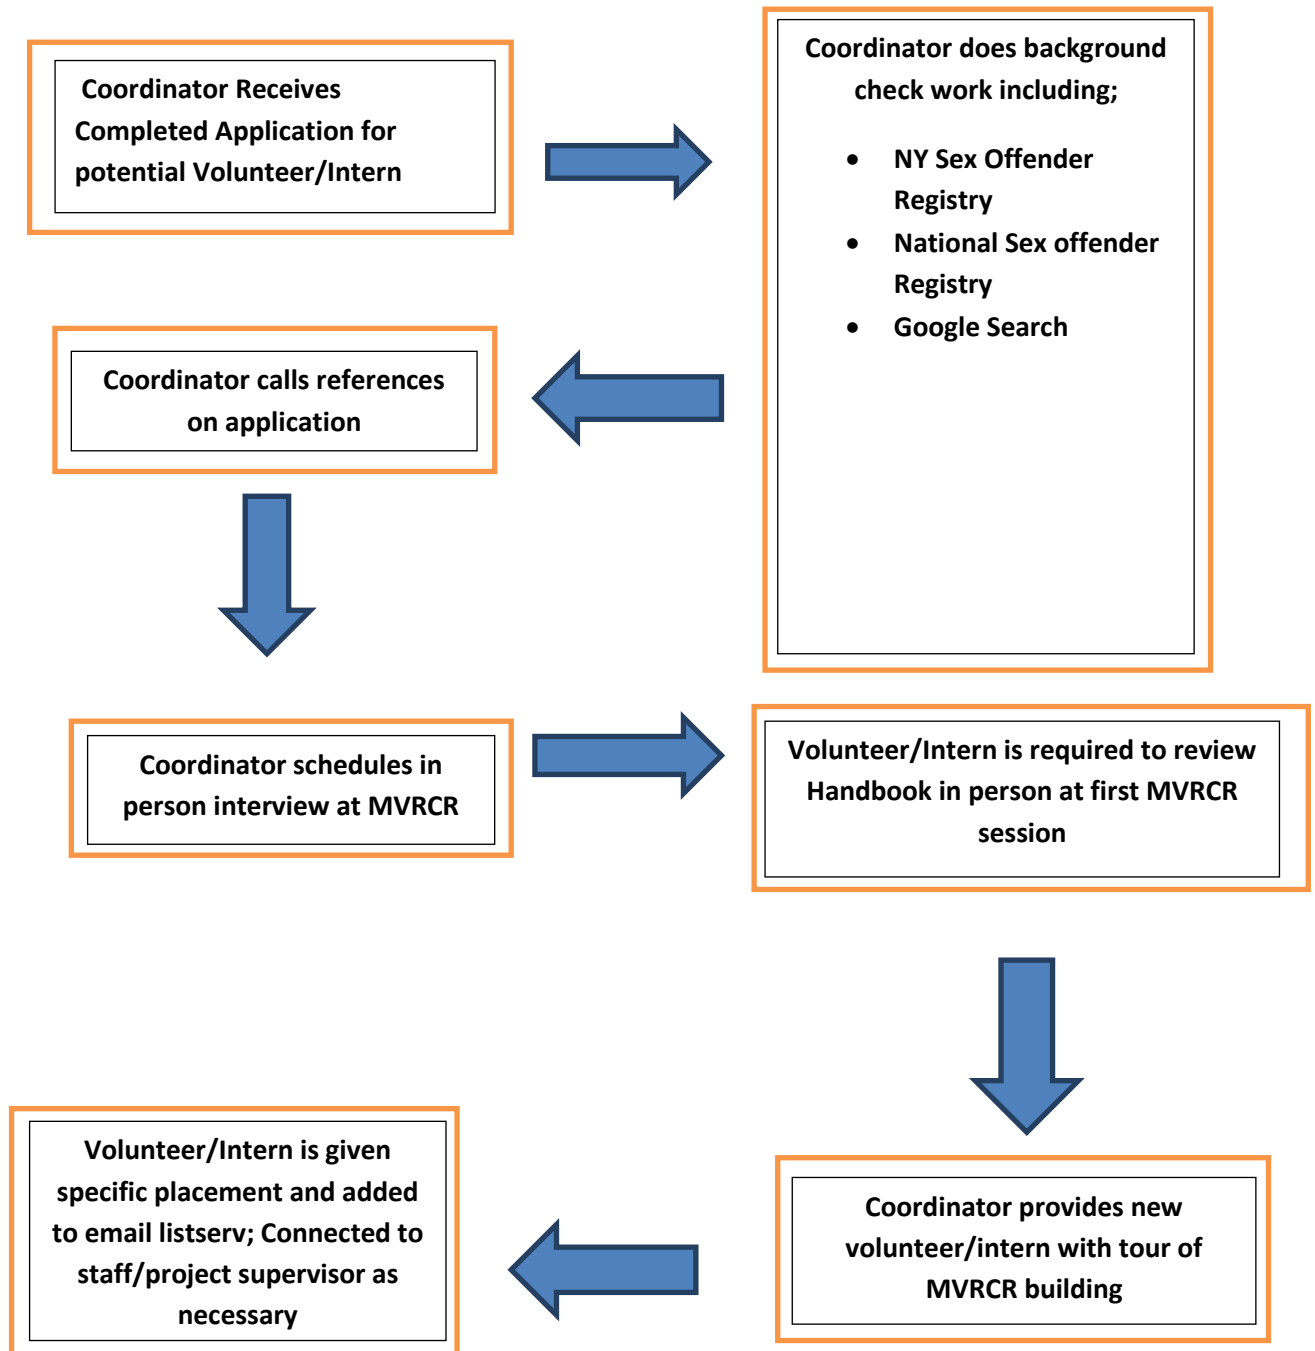 Coordinator Receives
Completed Application for
potential Volunteer/Intern
Coordinator does background
check work including;
• NY Sex Offender
Registry
• National Sex offender
Registry
• Google Search
Coordinator calls references
on application
Coordinator schedules in
person interview at MVRCR
Volunteer/Intern is required to review
Handbook in person at first MVRCR
session
Coordinator provides new
volunteer/intern with tour of
MVRCR building
Volunteer/Intern is given
specific placement and added
to email listserv; Connected to
staff/project supervisor as
necessary